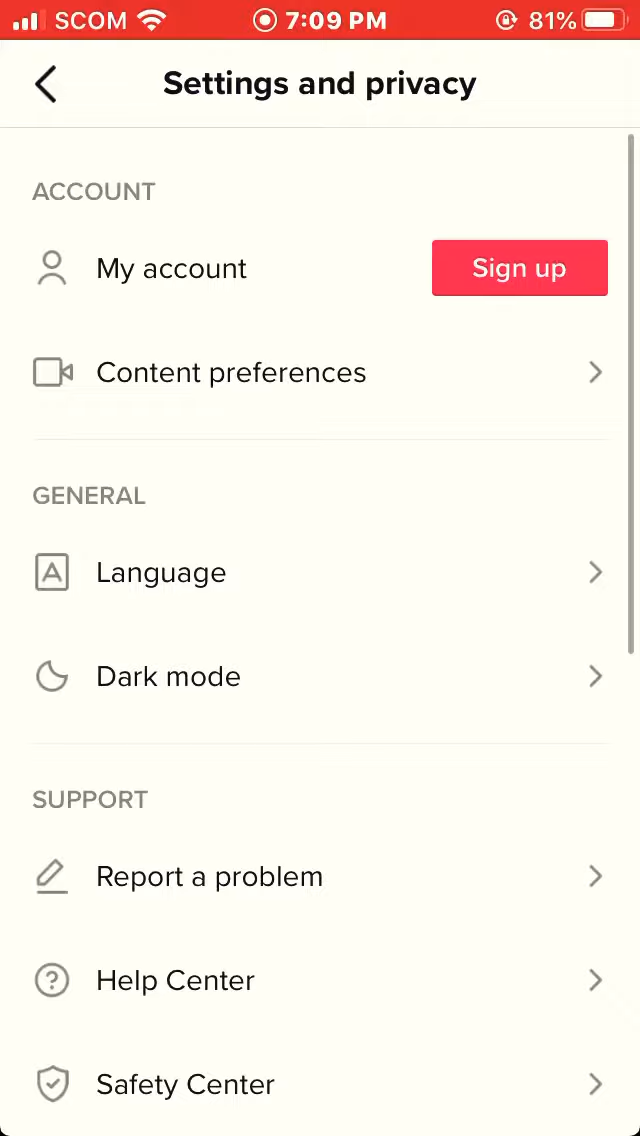 SCOM 7:09 PM 81%
Settings and privacy
ACCOUNT
My account Sign up
Content preferences
GENERAL
A Language
Dark mode
SUPPORT
Report a problem
? Help Center
Safety Center